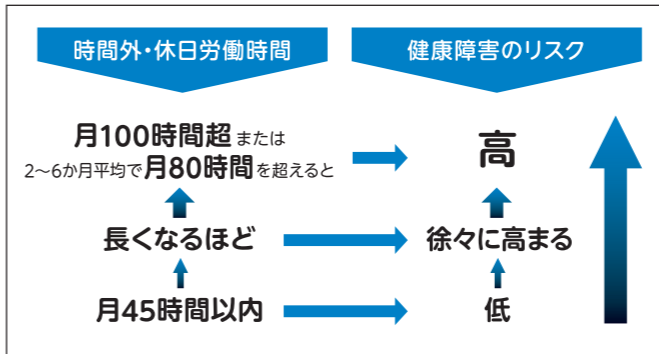 時間外・休日労働時間
健康障害のリスク
月100時間超 または
2〜6か月平均で月80時間を超えると
高
長くなるほど
徐々に高まる
月45時間以内
低